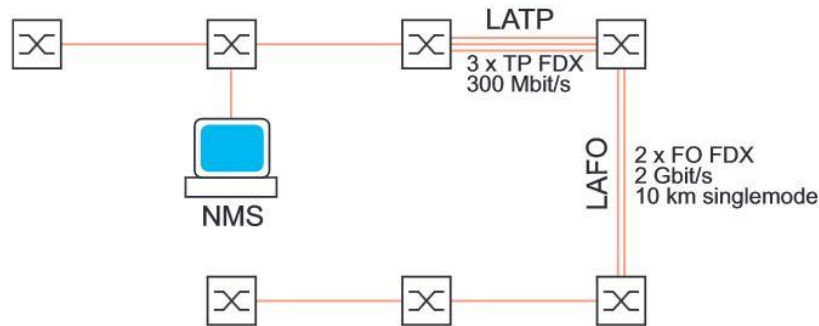 LATP
3 x TP FDX
300 Mbit/s
LAFO
2 x FO FDX
2 Gbit/s
10 km singlemode
NMS